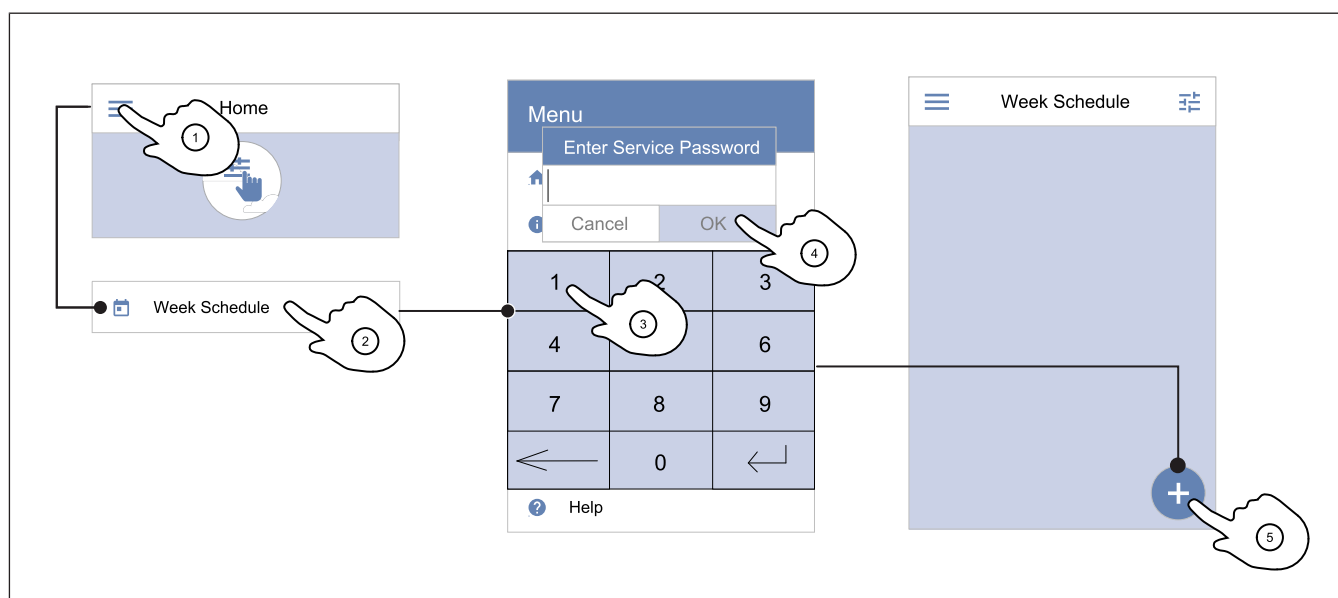 Home
1
Week Schedule
2
Menu
Enter Service Password
Cancel OK
4
1 2 3
3
4 6
7 8 9
0
Help
Week Schedule
5